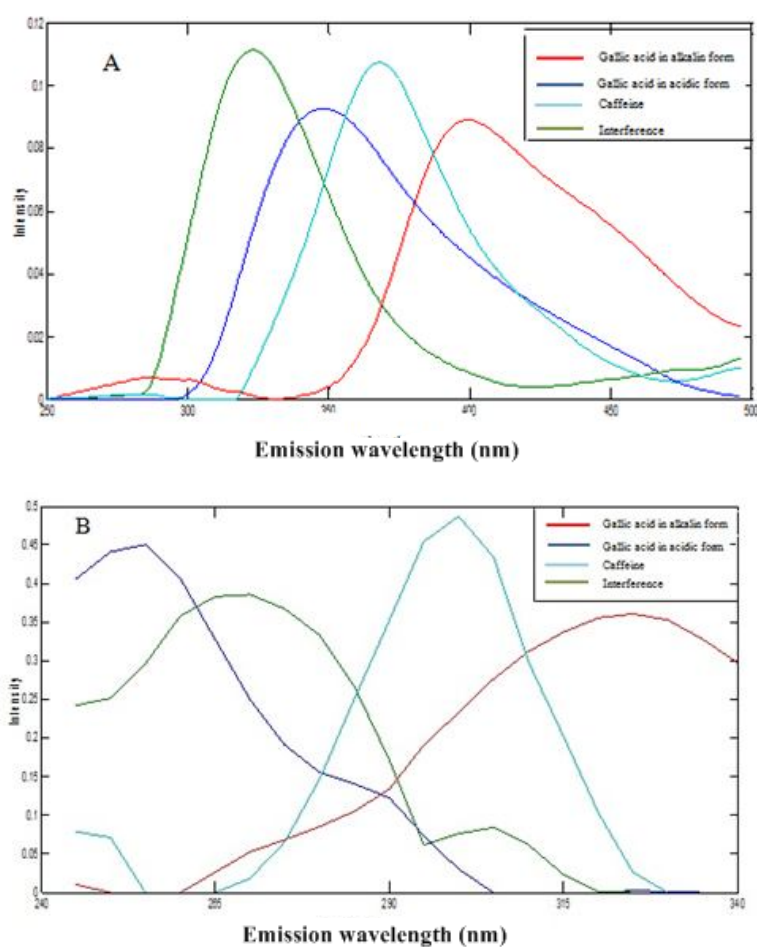 0.12
A
Gallic acid in alkalin form
Gallic acid in acidic form
Caffeine
Interference
0.1
0.08
0.06
0.04
0.02
0
Intensity
250
300
350
400
450
500
Emission wavelength (nm)
0.5
B
Gallic acid in alkalin form
Gallic acid in acidic form
Caffeine
Interference
0.45
0.4
0.35
0.3
0.25
0.2
0.15
0.1
0.05
0
Intensity
240
265
290
315
340
Emission wavelength (nm)